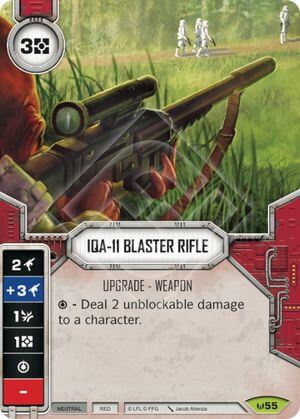 3
IQA-11 BLASTER RIFLE
UPGRADE - WEAPON
- Deal 2 unblockable damage
to a character.
2
+3
1
1
-
NEUTRAL RED © LFL © FFG Jacob Atienza 55